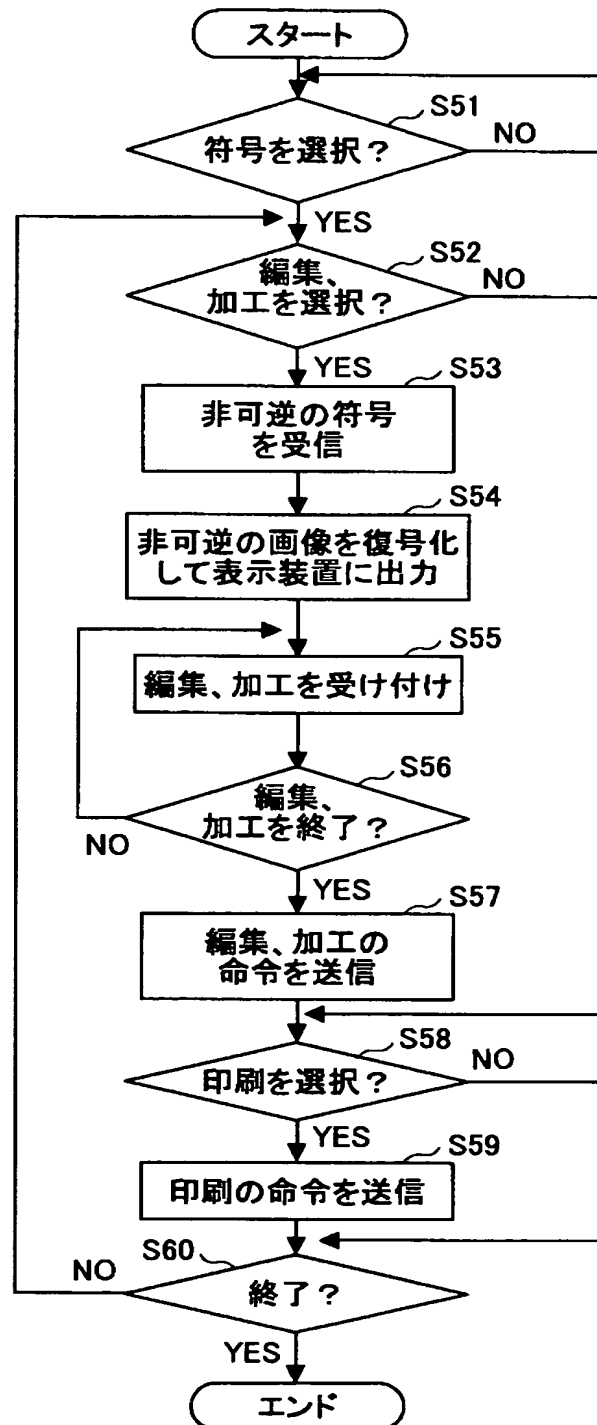 スタート
S51
符号を選択？
NO
YES
S52
編集、
加工を選択？
NO
YES
S53
非可逆の符号
を受信
S54
非可逆の画像を復号化
して表示装置に出力
S55
編集、加工を受け付け
S56
編集、
加工を終了？
NO
YES
S57
編集、加工の
命令を送信
S58
印刷を選択？
NO
YES
S59
印刷の命令を送信
S60
NO
終了？
YES
エンド